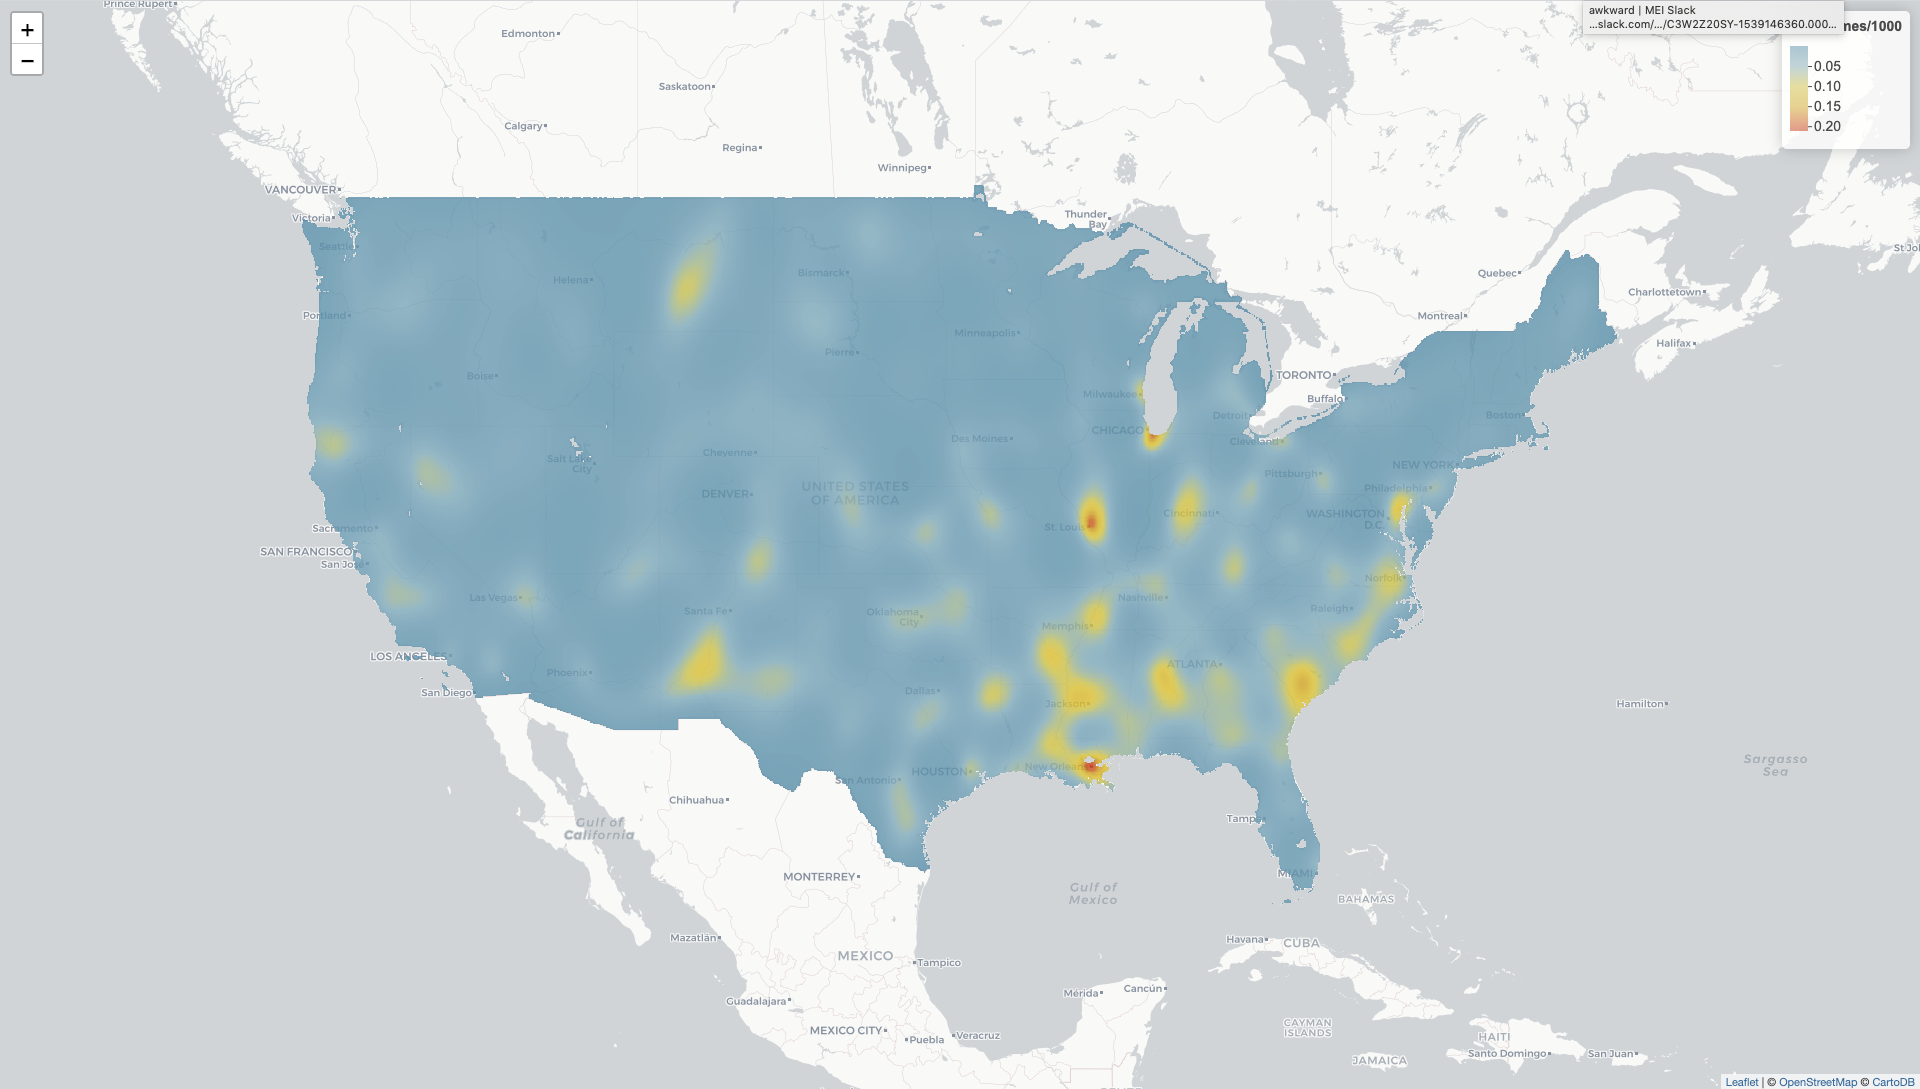 +
−
awkward | MEI Slack
...slack.com/.../C3W2Z20SY-1539146360.000...
mes/1000
0.05
0.10
0.15
0.20
Prince Rupert
Edmonton
Saskatoon
Calgary
Regina
Winnipeg
VANCOUVER
Victoria
Thunder
Bay
St Jo
Seattle
Quebec
Bismarck
Helena
Charlottetown
Portland
Montreal
Minneapolis
Halifax
Pierre
Boise
TORONTO
Milwaukee
Buffalo
Detroit
Boston
CHICAGO
Des Moines
Cleveland
Cheyenne
Salt Lake
City
NEW YORK
Pittsburgh
DENVER
UNITED STATES
OF AMERICA
Philadelphia
Sacramento
St. Louis
Cincinnati
WASHINGTON
D.C.
SAN FRANCISCO
San Jose
Norfolk
Las Vegas
Nashville
Santa Fe
Oklahoma
City
Raleigh
Memphis
LOS ANGELES
Phoenix
ATLANTA
San Diego
Dallas
Jackson
Hamilton
Sargasso
Sea
New Orleans
HOUSTON
San Antonio
Chihuahua
Gulf of
California
Tampa
MONTERREY
MIAMI
Gulf of
Mexico
BAHAMAS
Mazatlán
Havana
CUBA
MEXICO
Tampico
Mérida
Cancún
Guadalajara
CAYMAN
ISLANDS
MEXICO CITY
Veracruz
Puebla
HAITI
Santo Domingo
San Juan
JAMAICA
Leaflet | © OpenStreetMap © CartoDB